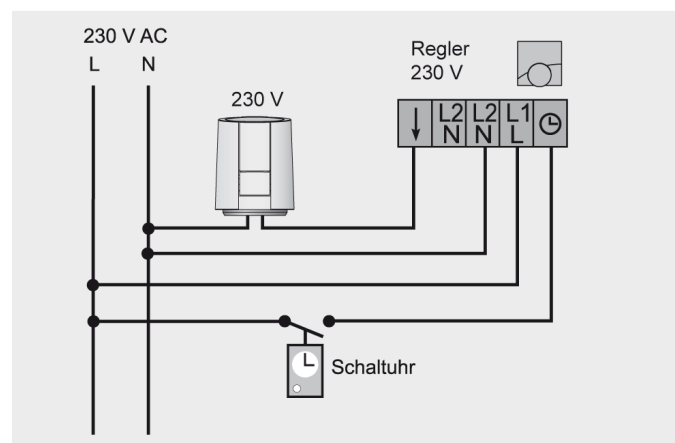 230 V AC
L N
Regler
230 V
230 V
L2 L2 L1
N N L
Schaltuhr